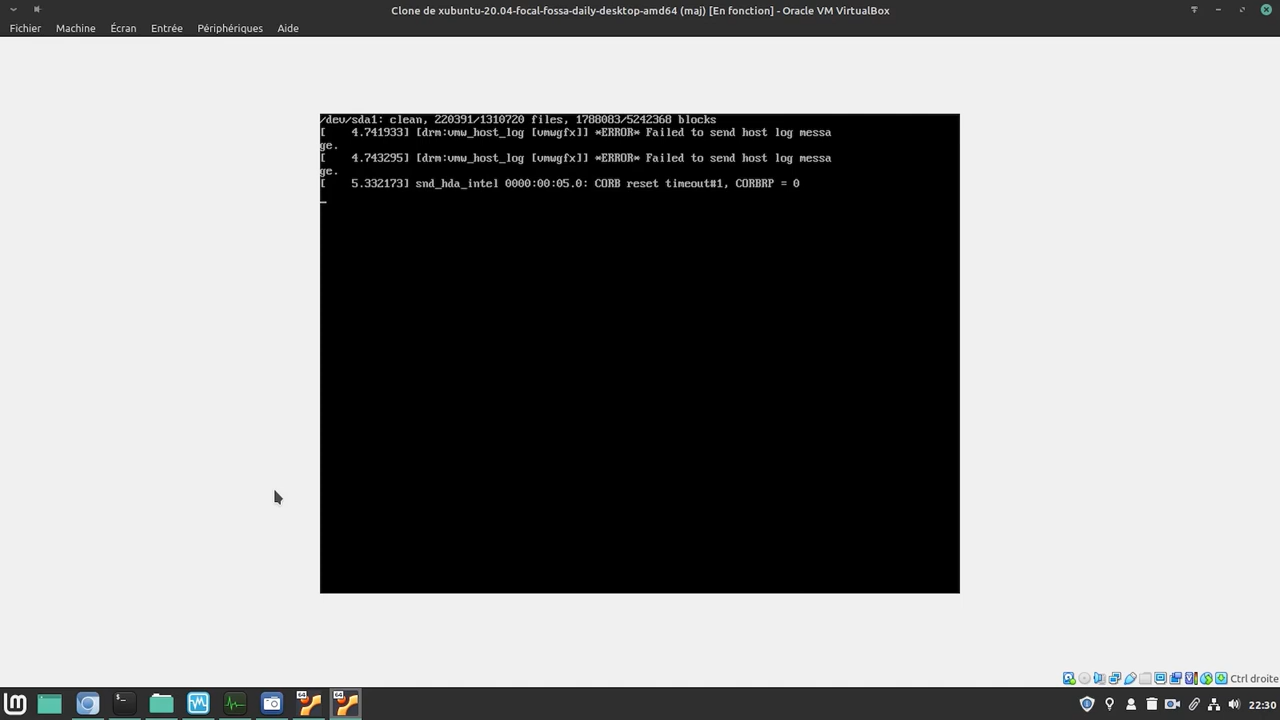 Clone de xubuntu-20.04-focal-fossa-daily-desktop-amd64 (maj) [En fonction] - Oracle VM VirtualBox
Fichier Machine Écran Entrée Périphériques Aide
/dev/sda1: clean, 220391/1310720 files, 1788083/5242368 blocks
[    4.741933] [drm:vmw_host_log [vmwgfx]] *ERROR* Failed to send host log messa
ge.
[    4.743295] [drm:vmw_host_log [vmwgfx]] *ERROR* Failed to send host log messa
ge.
[    5.332173] snd_hda_intel 0000:00:05.0: CORB reset timeout#1, CORBRP = 0
Ctrl droite
64 64
22:30